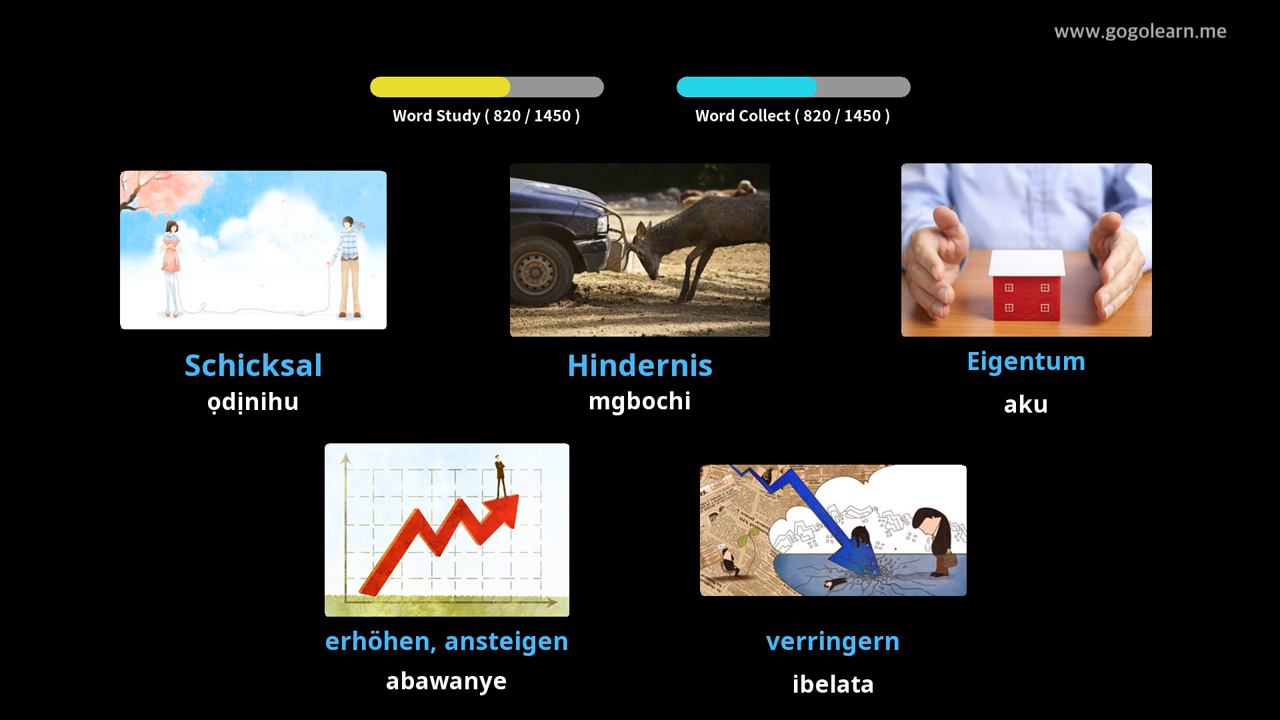 www.gogolearn.me
Word Study ( 820 / 1450 )
Word Collect ( 820 / 1450 )
Schicksal
ọdịnihu
Hindernis
mgbochi
Eigentum
aku
erhöhen, ansteigen
abawanye
verringern
ibelata